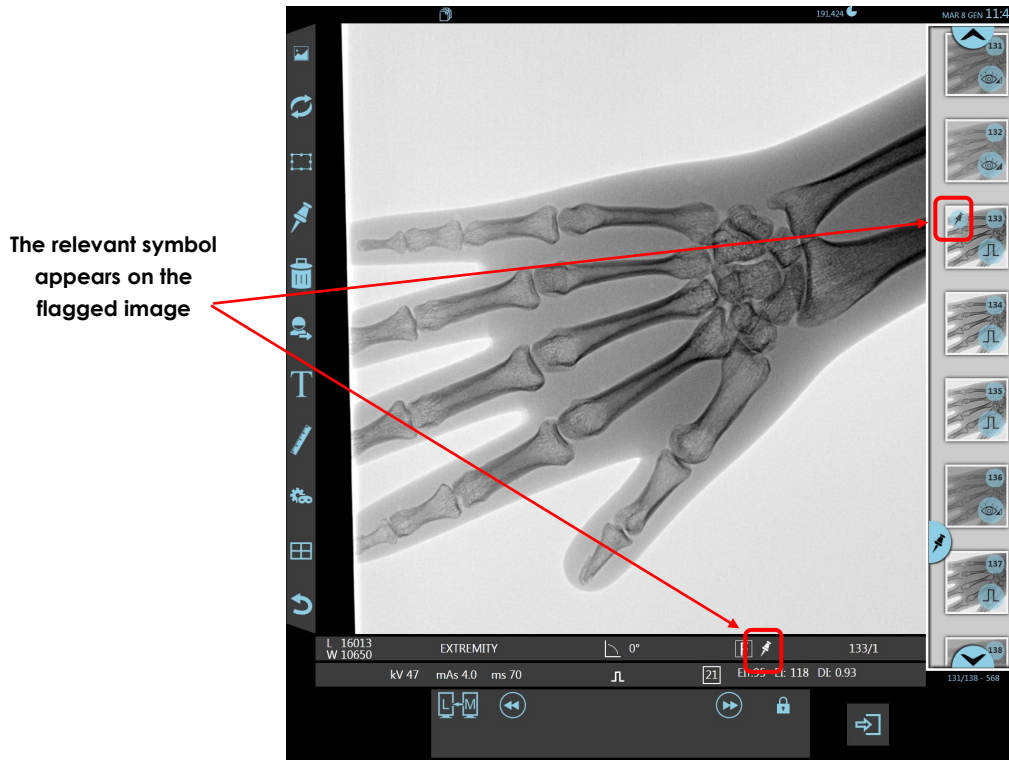 191,424
MAR 8 GEN 11:4
131
132
The relevant symbol
appears on the
flagged image
133
134
T
135
136
137
L 16013
W 10650
EXTREMITY
0°
133/1
138
kV 47 mAs 4.0 ms 70
21
EI: 118 DI: 0.93
131/138 - 568
L M